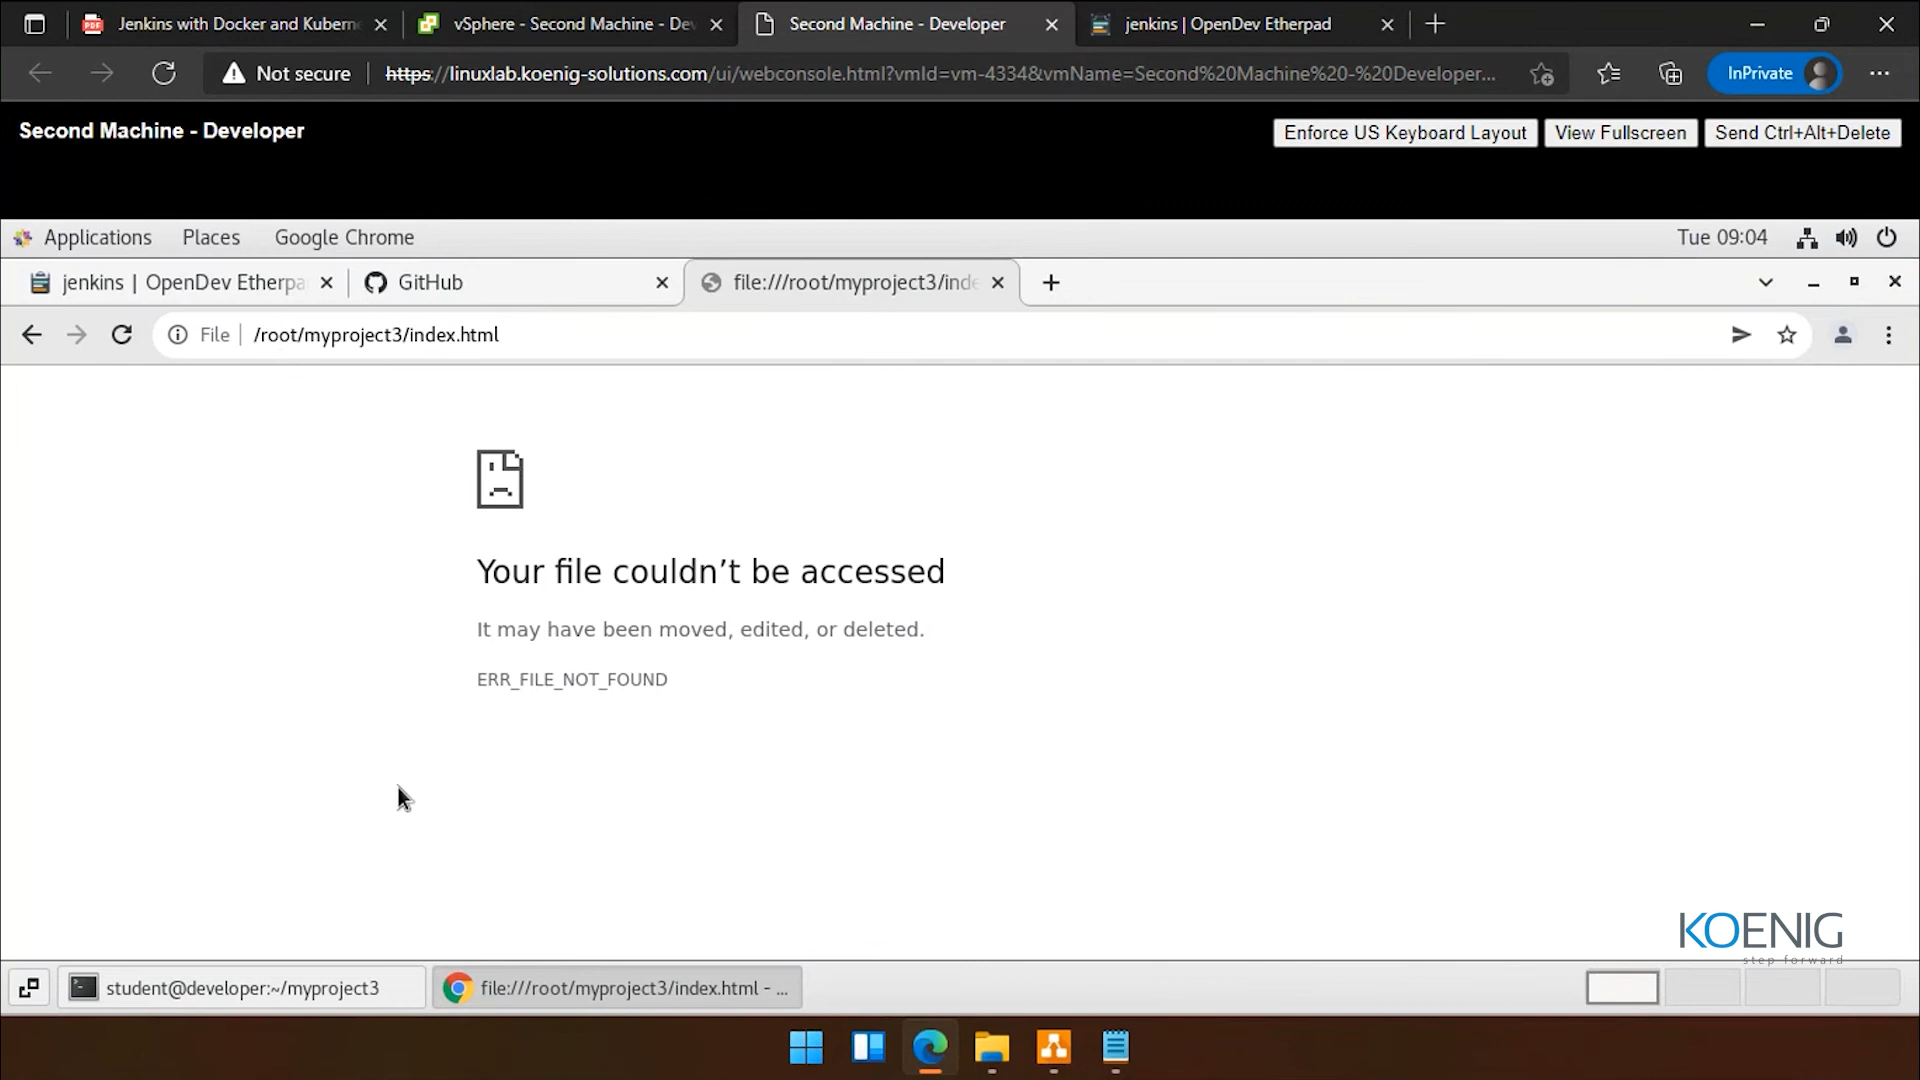 Jenkins with Docker and Kuberne
vSphere - Second Machine - Dev
Second Machine - Developer
jenkins | OpenDev Etherpad
Not secure
https://linuxlab.koenig-solutions.com/ui/webconsole.html?vmId=vm-4334&vmName=Second%20Machine%20-%20Developer...
InPrivate
Second Machine - Developer
Enforce US Keyboard Layout
View Fullscreen
Send Ctrl+Alt+Delete
Applications
Places
Google Chrome
Tue 09:04
jenkins | OpenDev Etherpa
GitHub
file:///root/myproject3/inde
File
/root/myproject3/index.html
Your file couldn’t be accessed
It may have been moved, edited, or deleted.
ERR_FILE_NOT_FOUND
KOENIG
step forward
student@developer:~/myproject3
file:///root/myproject3/index.html - ...